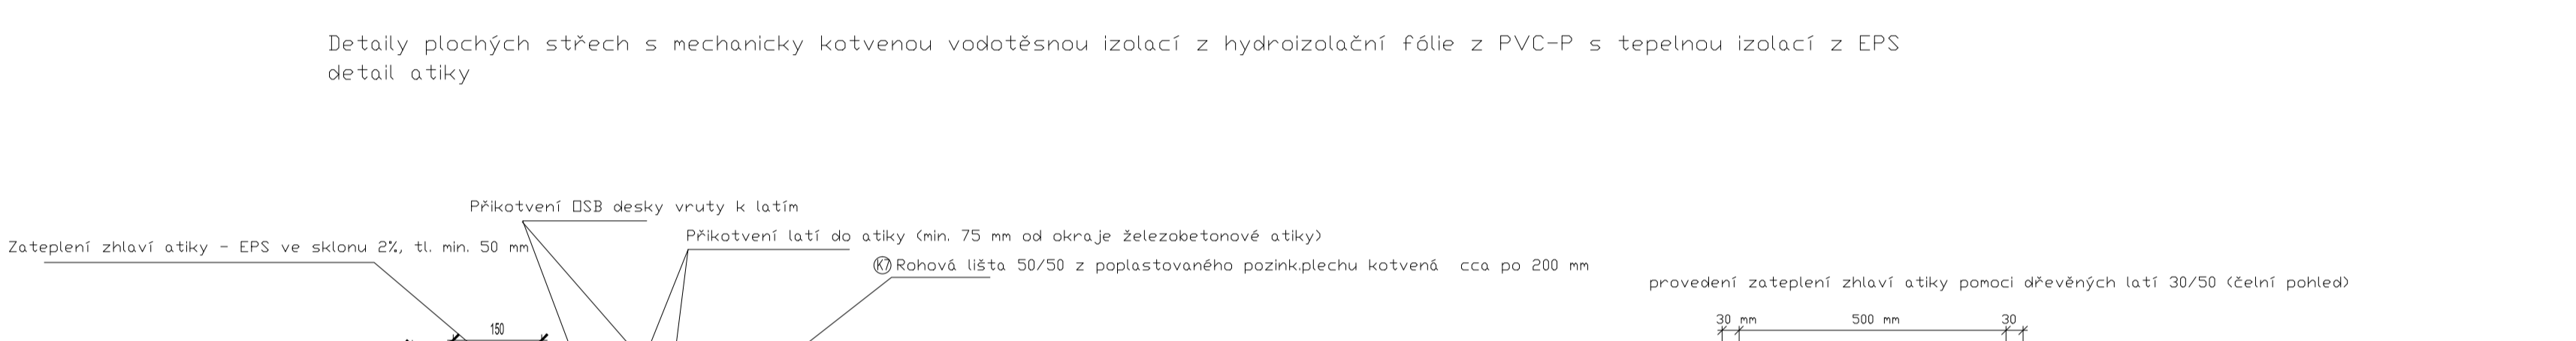 Detaily plochých střech s mechanicky kotvenou vodotěsnou izolací z hydroizolační fólie z PVC-P s tepelnou izolací z EPS
detail atiky
Přikotvení OSB desky vruty k latím
Zateplení zhlaví atiky - EPS ve sklonu 2%, tl. min. 50 mm
Přikotvení latí do atiky (min. 75 mm od okraje železobetonové atiky)
K7 Rohová lišta 50/50 z poplastovaného pozink.plechu kotvená cca po 200 mm
provedení zateplení zhlaví atiky pomoci dřevěných latí 30/50 (čelní pohled)
150
30 mm 500 mm 30